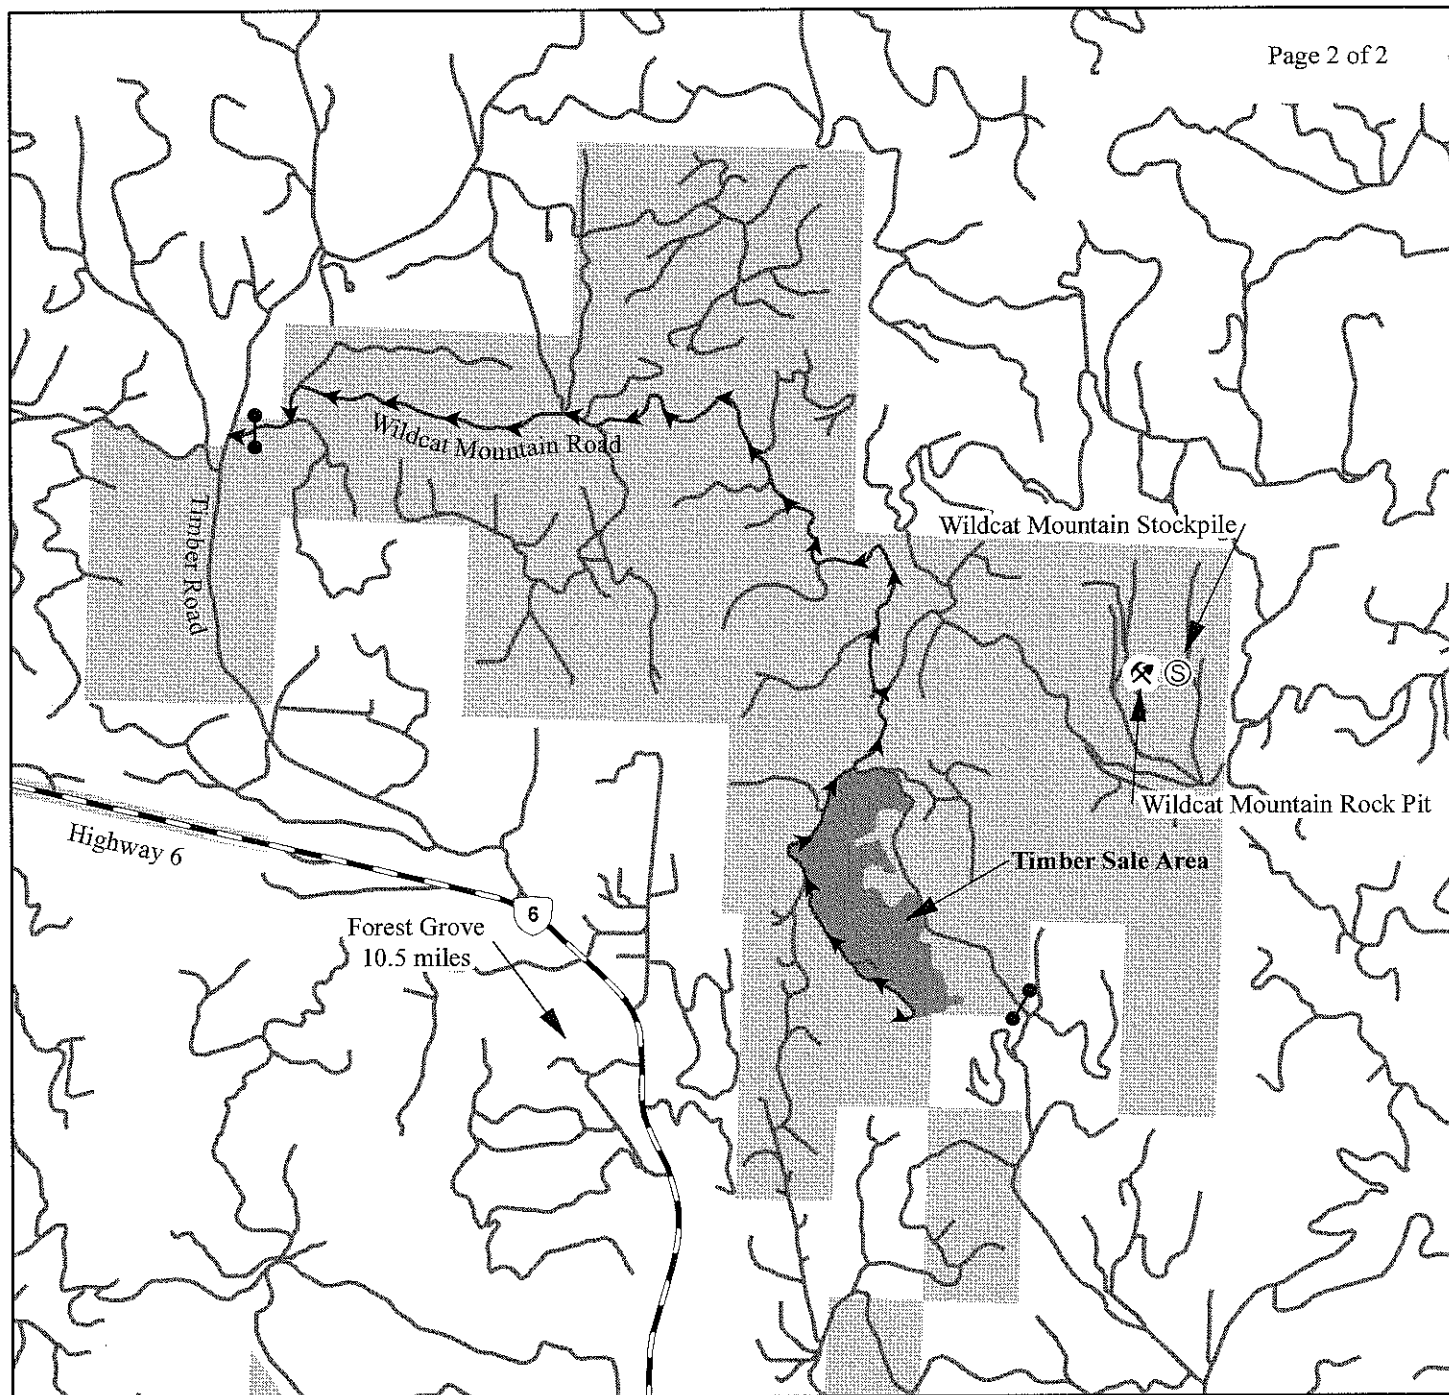 Page 2 of 2
Wildcat Mountain Road
Timber Road
Wildcat Mountain Stockpile
S
Wildcat Mountain Rock Pit
Highway 6
6
Timber Sale Area
Forest Grove
10.5 miles